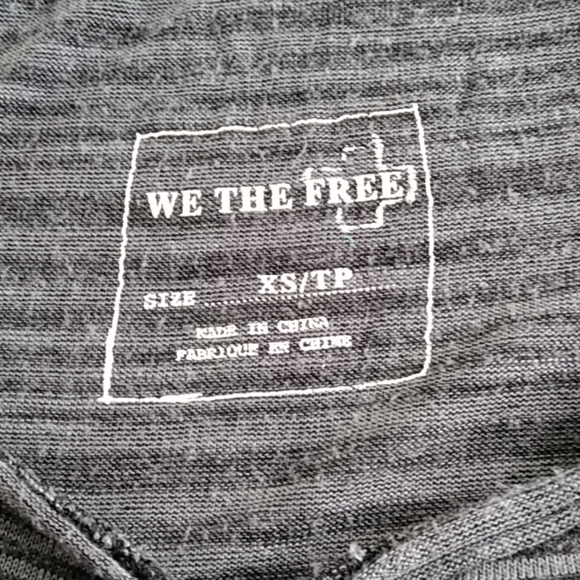 WE THE FREE
SIZE XS/TP
MADE IN CHINA
FABRIQUE EN CHINE